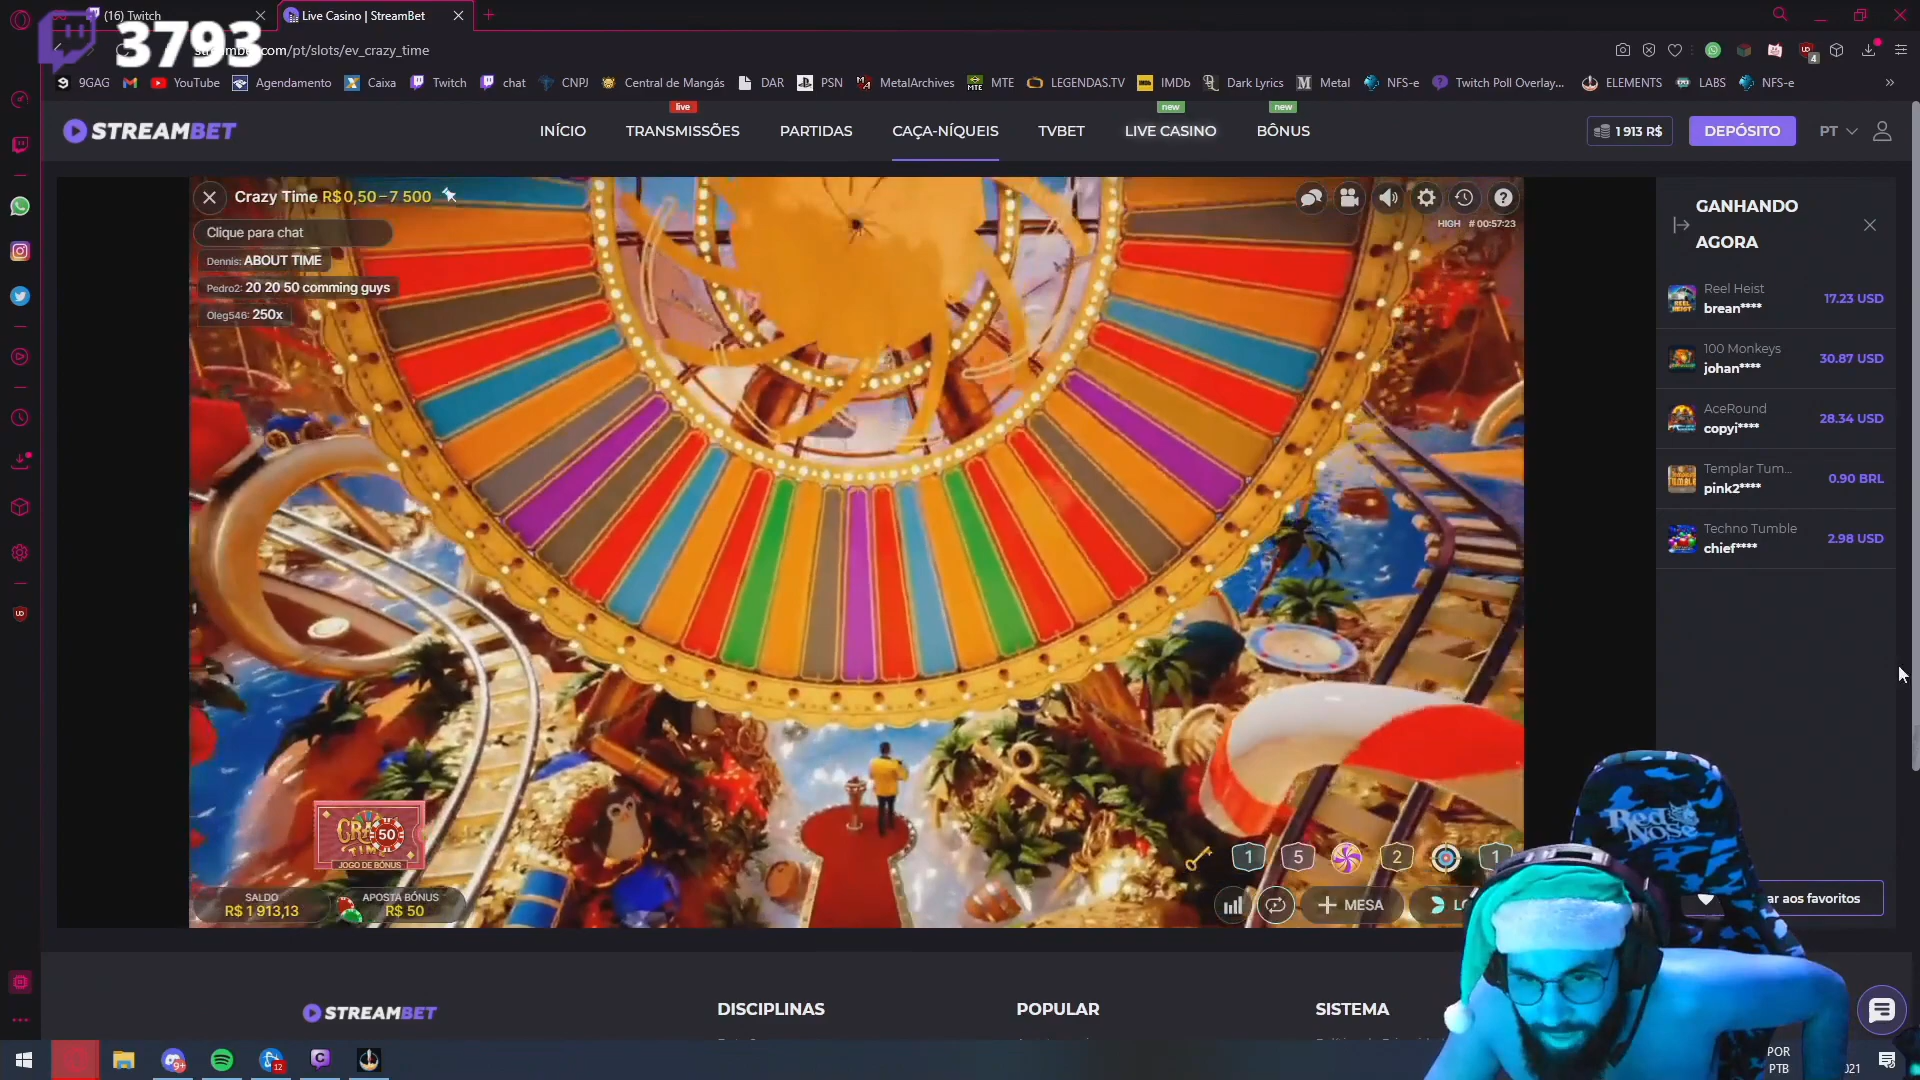 (16) Twitch
Live Casino | StreamBet
3793
.com/pt/slots/ev_crazy_time
4
9GAG
YouTube
Agendamento
Caixa
Twitch
chat
CNPJ
Central de Mangás
DAR
PSN
MetalArchives
MTE
LEGENDAS.TV
IMDb
Dark Lyrics
Metal
NFS-e
Twitch Poll Overlay...
ELEMENTS
LABS
NFS-e
live
new
new
STREAMBET
INÍCIO
TRANSMISSÕES
PARTIDAS
CAÇA-NÍQUEIS
TVBET
LIVE CASINO
BÔNUS
1 913 R$
DEPÓSITO
PT
Crazy Time R$0,50–7 500
HIGH # 00:57:23
Clique para chat
Dennis: ABOUT TIME
Pedro2: 20 20 50 comming guys
Oleg546: 250x
GANHANDO
AGORA
Reel Heist
brean****
17.23 USD
100 Monkeys
johan****
30.87 USD
AceRound
copyi****
28.34 USD
Templar Tum...
pink2****
0.90 BRL
Techno Tumble
chief****
2.98 USD
50
TIME
JOGO DE BÔNUS
1
5
2
1
SALDO
R$ 1 913,13
APOSTA BÔNUS
R$ 50
MESA
ar aos favoritos
Red Nose
STREAMBET
DISCIPLINAS
POPULAR
SISTEMA
9+
12
POR
PTB